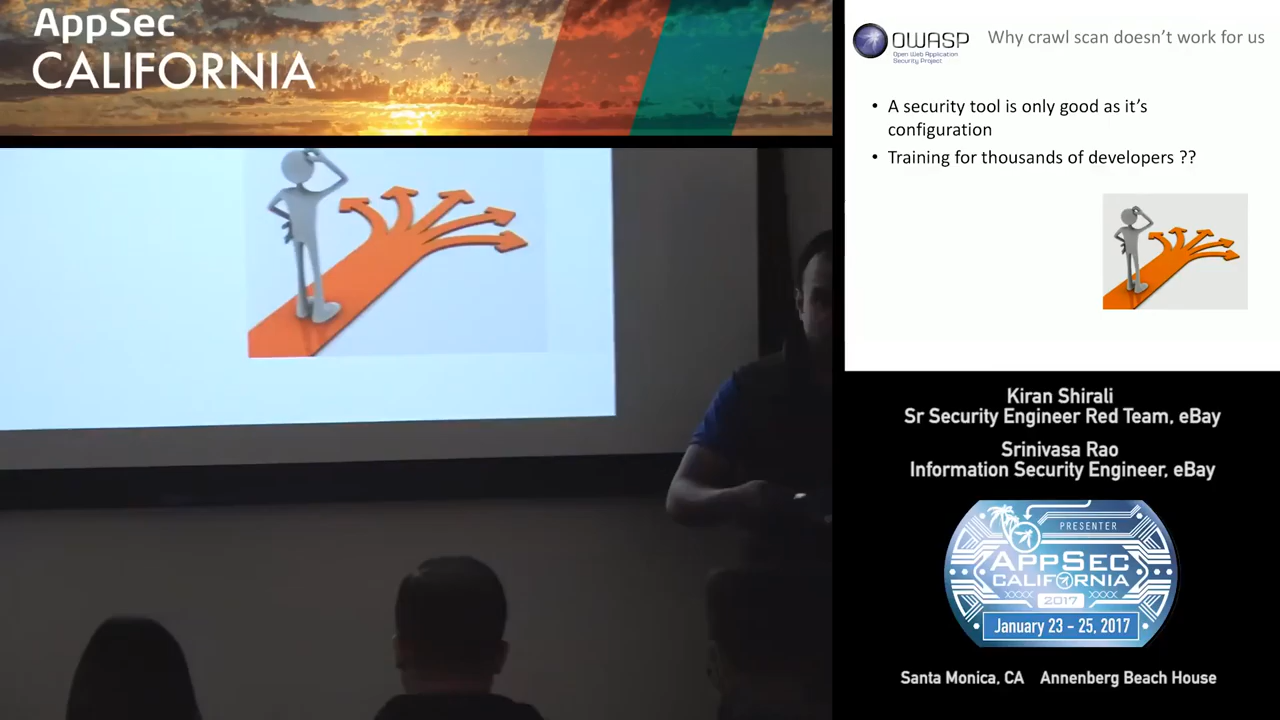 AppSec
CALIFORNIA
OWASP
Open Web Application
Security Project
Why crawl scan doesn’t work for us
• A security tool is only good as it’s
configuration
• Training for thousands of developers ??
Kiran Shirali
Sr Security Engineer Red Team, eBay
Srinivasa Rao
Information Security Engineer, eBay
PRESENTER
APPSEC
CALIFORNIA
XXXX 2017 XXXX
January 23 - 25, 2017
Santa Monica, CA Annenberg Beach House